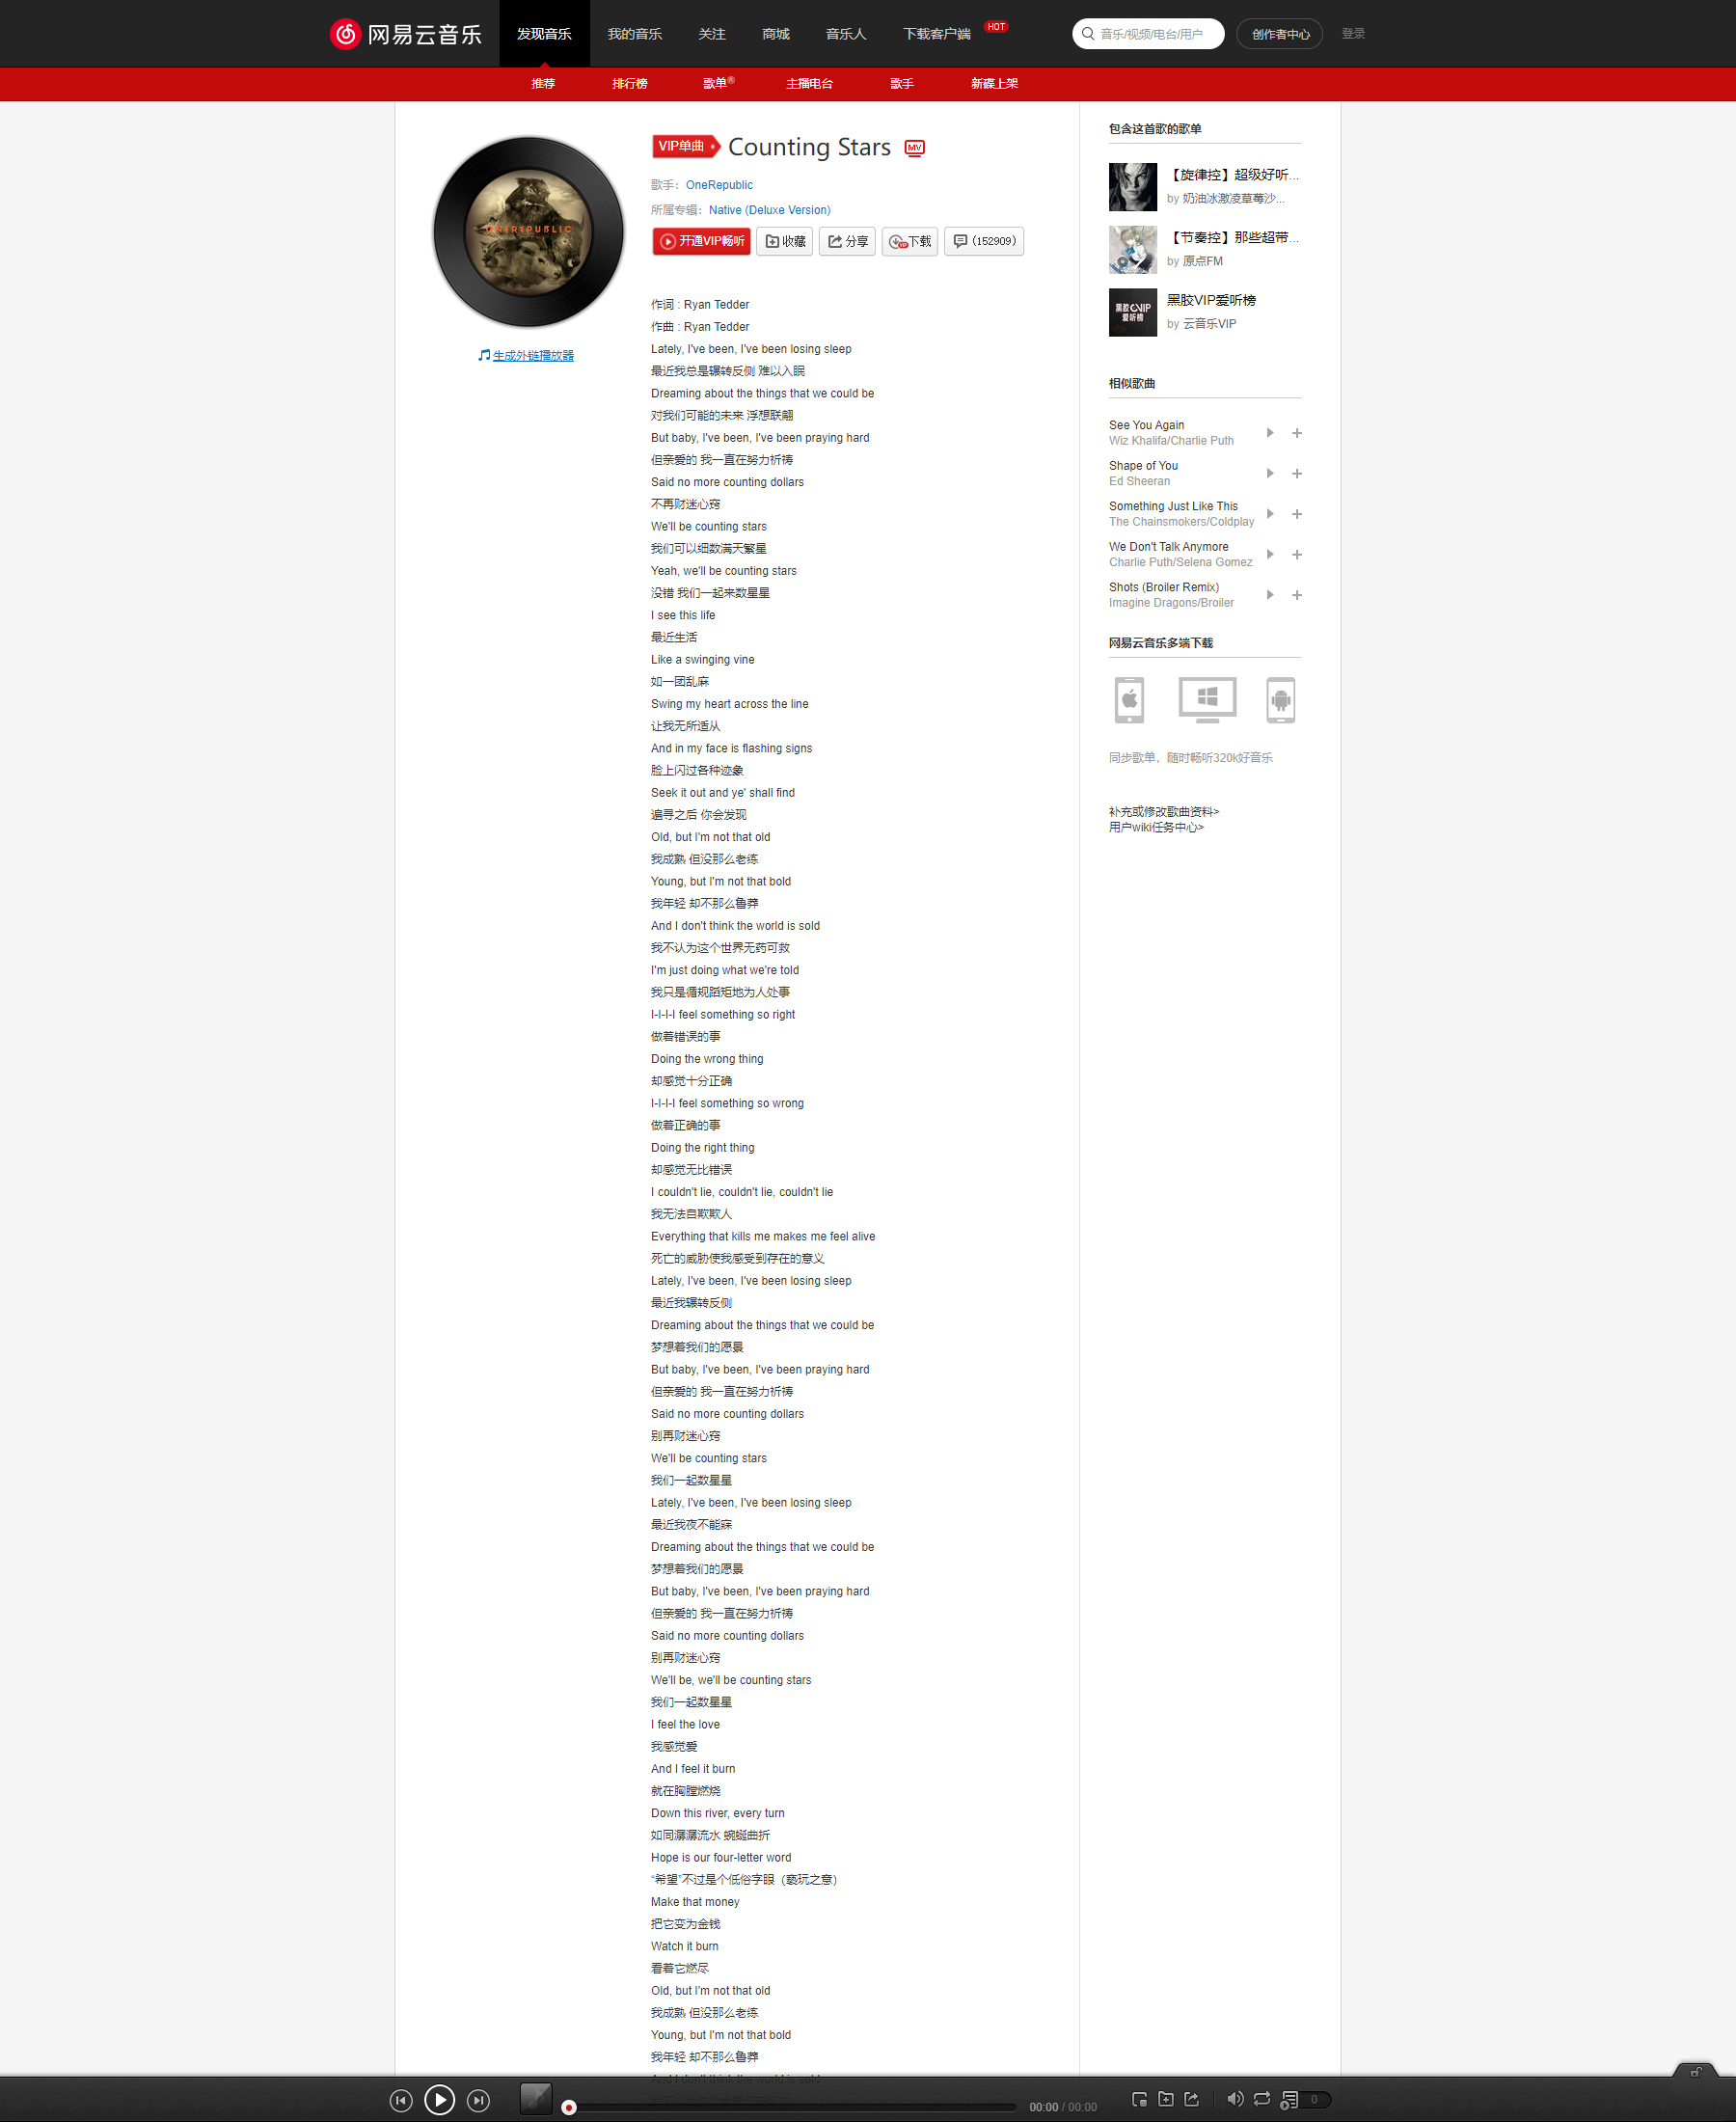 网易云音乐
发现音乐
我的音乐
关注
商城
音乐人
下载客户端
HOT
音乐/视频/电台/用户
创作者中心
登录
推荐
排行榜
歌单®
主播电台
歌手
新碟上架
ONEREPUBLIC
生成外链播放器
VIP单曲
Counting Stars
MV
歌手：OneRepublic
所属专辑：Native (Deluxe Version)
开通VIP畅听
收藏
分享
VIP
下载
(152909)
作词 : Ryan Tedder
作曲 : Ryan Tedder
Lately, I've been, I've been losing sleep
最近我总是辗转反侧 难以入眠
Dreaming about the things that we could be
对我们可能的未来 浮想联翩
But baby, I've been, I've been praying hard
但亲爱的 我一直在努力祈祷
Said no more counting dollars
不再财迷心窍
We'll be counting stars
我们可以细数满天繁星
Yeah, we'll be counting stars
没错 我们一起来数星星
I see this life
最近生活
Like a swinging vine
如一团乱麻
Swing my heart across the line
让我无所适从
And in my face is flashing signs
脸上闪过各种迹象
Seek it out and ye' shall find
遍寻之后 你会发现
Old, but I'm not that old
我成熟 但没那么老练
Young, but I'm not that bold
我年轻 却不那么鲁莽
And I don't think the world is sold
我不认为这个世界无药可救
I'm just doing what we're told
我只是循规蹈矩地为人处事
I-I-I-I feel something so right
做着错误的事
Doing the wrong thing
却感觉十分正确
I-I-I-I feel something so wrong
做着正确的事
Doing the right thing
却感觉无比错误
I couldn't lie, couldn't lie, couldn't lie
我无法自欺欺人
Everything that kills me makes me feel alive
死亡的威胁使我感受到存在的意义
Lately, I've been, I've been losing sleep
最近我辗转反侧
Dreaming about the things that we could be
梦想着我们的愿景
But baby, I've been, I've been praying hard
但亲爱的 我一直在努力祈祷
Said no more counting dollars
别再财迷心窍
We'll be counting stars
我们一起数星星
Lately, I've been, I've been losing sleep
最近我夜不能寐
Dreaming about the things that we could be
梦想着我们的愿景
But baby, I've been, I've been praying hard
但亲爱的 我一直在努力祈祷
Said no more counting dollars
别再财迷心窍
We'll be, we'll be counting stars
我们一起数星星
I feel the love
我感觉爱
And I feel it burn
就在胸膛燃烧
Down this river, every turn
如同潺潺流水 蜿蜒曲折
Hope is our four-letter word
“希望”不过是个低俗字眼（亵玩之意）
Make that money
把它变为金钱
Watch it burn
看着它燃尽
Old, but I'm not that old
我成熟 但没那么老练
Young, but I'm not that bold
我年轻 却不那么鲁莽
And I don't think the world is sold
包含这首歌的歌单
【旋律控】超级好听...
by 奶油冰激凌草莓沙...
【节奏控】那些超带...
by 原点FM
黑胶VIP
爱听榜
黑胶VIP爱听榜
by 云音乐VIP
相似歌曲
See You Again
Wiz Khalifa/Charlie Puth
Shape of You
Ed Sheeran
Something Just Like This
The Chainsmokers/Coldplay
We Don't Talk Anymore
Charlie Puth/Selena Gomez
Shots (Broiler Remix)
Imagine Dragons/Broiler
网易云音乐多端下载
同步歌单，随时畅听320k好音乐
补充或修改歌曲资料>
用户wiki任务中心>
00:00 / 00:00
0